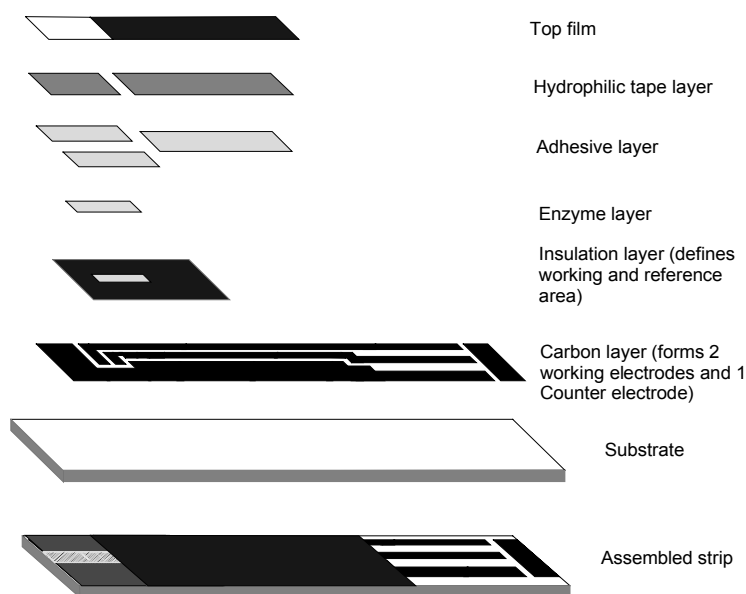 Top film
Hydrophilic tape layer
Adhesive layer
Enzyme layer
Insulation layer (defines
working and reference
area)
Carbon layer (forms 2
working electrodes and 1
Counter electrode)
Substrate
Assembled strip